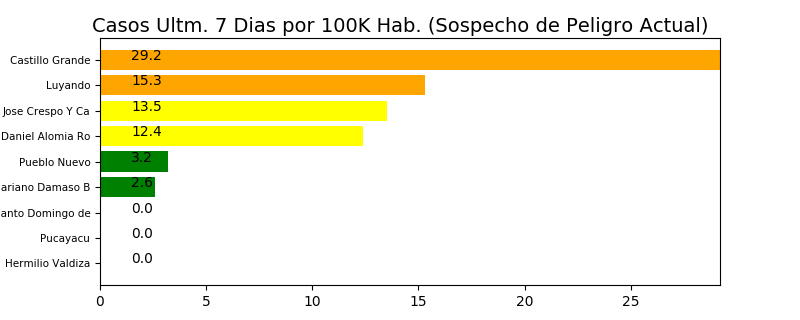 Casos Ultm. 7 Dias por 100K Hab. (Sospecho de Peligro Actual)
Castillo Grande 29.2
Luyando 15.3
Jose Crespo Y Ca 13.5
Daniel Alomia Ro 12.4
Pueblo Nuevo 3.2
ariano Damaso B 2.6
anto Domingo de 0.0
Pucayacu 0.0
Hermilio Valdiza 0.0
0 5 10 15 20 25